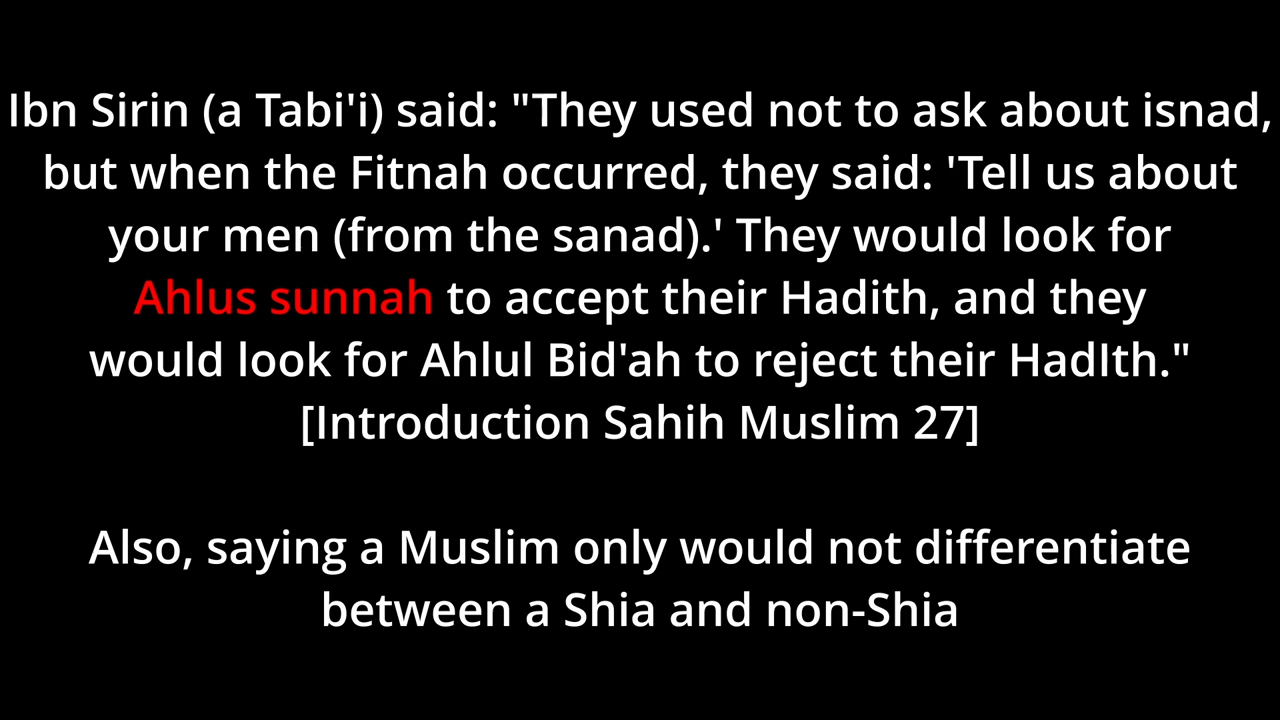 Ibn Sirin (a Tabi'i) said: "They used not to ask about isnad,
but when the Fitnah occurred, they said: 'Tell us about
your men (from the sanad).' They would look for
Ahlus sunnah to accept their Hadith, and they
would look for Ahlul Bid'ah to reject their HadIth."
[Introduction Sahih Muslim 27]
Also, saying a Muslim only would not differentiate
between a Shia and non-Shia